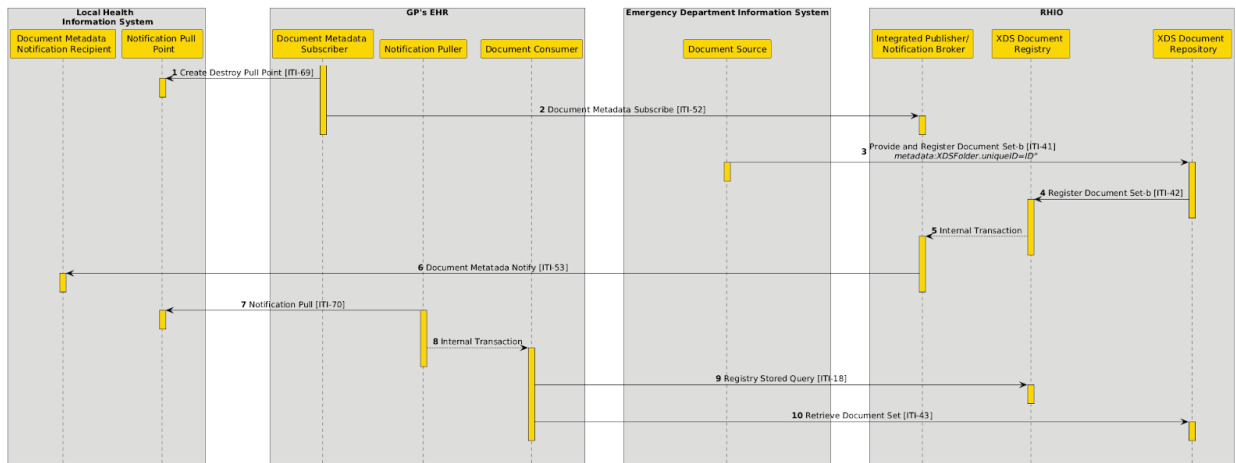 Local Health
Information System
GP's EHR
Emergency Department Information System
RHIO
Document Metadata
Notification Recipient
Notification Pull
Point
Document Metadata
Subscriber
Notification Puller
Document Consumer
Document Source
Integrated Publisher/
Notification Broker
XDS Document
Registry
XDS Document
Repository
1 Create Destroy Pull Point [ITI-69]
2 Document Metadata Subscribe [ITI-52]
3 Provide and Register Document Set-b [ITI-41]
metadata:XDSFolder.uniqueID=ID"
4 Register Document Set-b [ITI-42]
5 Internal Transaction
6 Document Metatada Notify [ITI-53]
7 Notification Pull [ITI-70]
8 Internal Transaction
9 Registry Stored Query [ITI-18]
10 Retrieve Document Set [ITI-43]